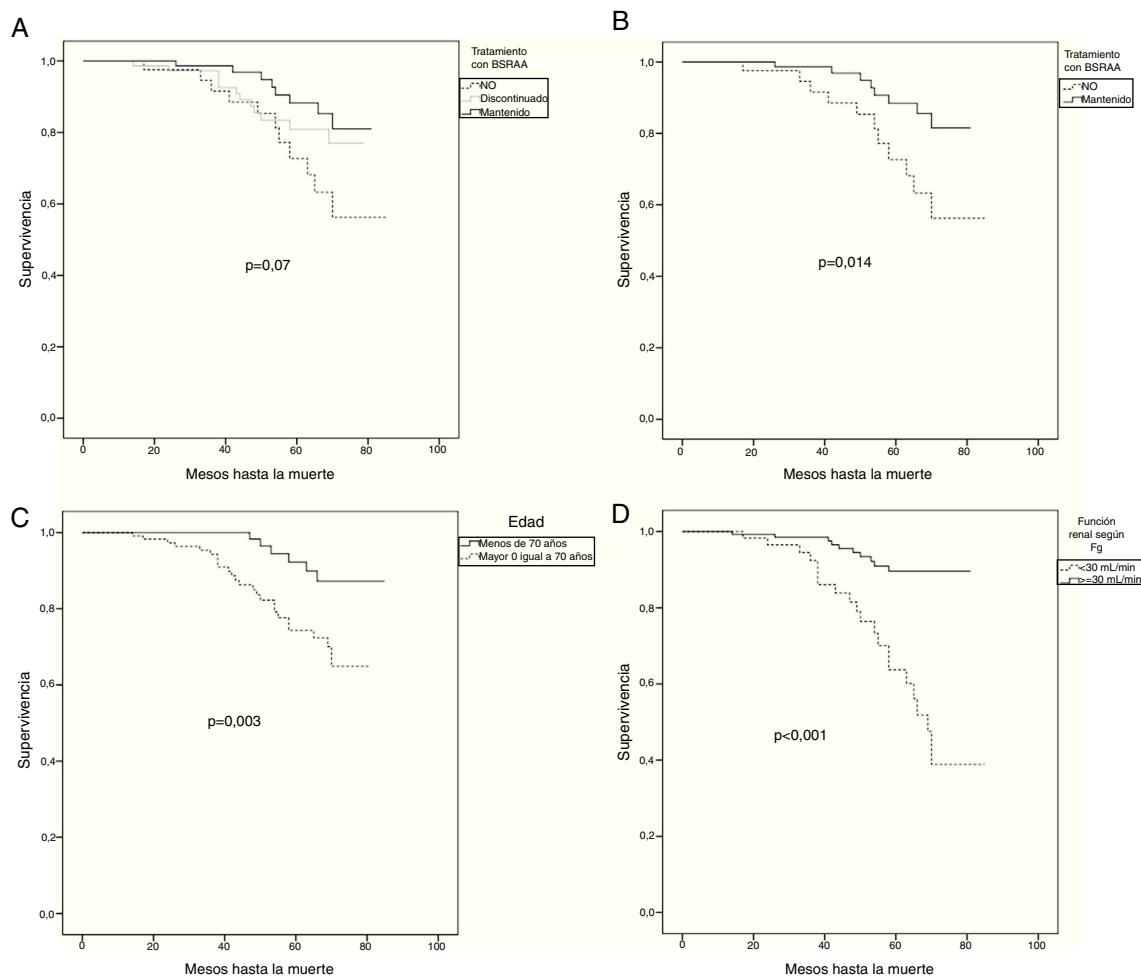 A
Tratamiento
con BSRAA
NO
Discontinuado
Mantenido
1,0
0,8
0,6
0,4
0,2
0,0
Supervivencia
p=0,07
0 20 40 60 80 100
Mesos hasta la muerte
B
Tratamiento
con BSRAA
NO
Mantenido
1,0
0,8
0,6
0,4
0,2
0,0
Supervivencia
p=0,014
0 20 40 60 80 100
Mesos hasta la muerte
C
Edad
Menos de 70 años
Mayor 0 igual a 70 años
1,0
0,8
0,6
0,4
0,2
0,0
Supervivencia
p=0,003
0 20 40 60 80 100
Mesos hasta la muerte
D
Función
renal según
Fg
<30 mL/min
>=30 mL/min
1,0
0,8
0,6
0,4
0,2
0,0
Supervivencia
p<0,001
0 20 40 60 80 100
Mesos hasta la muerte